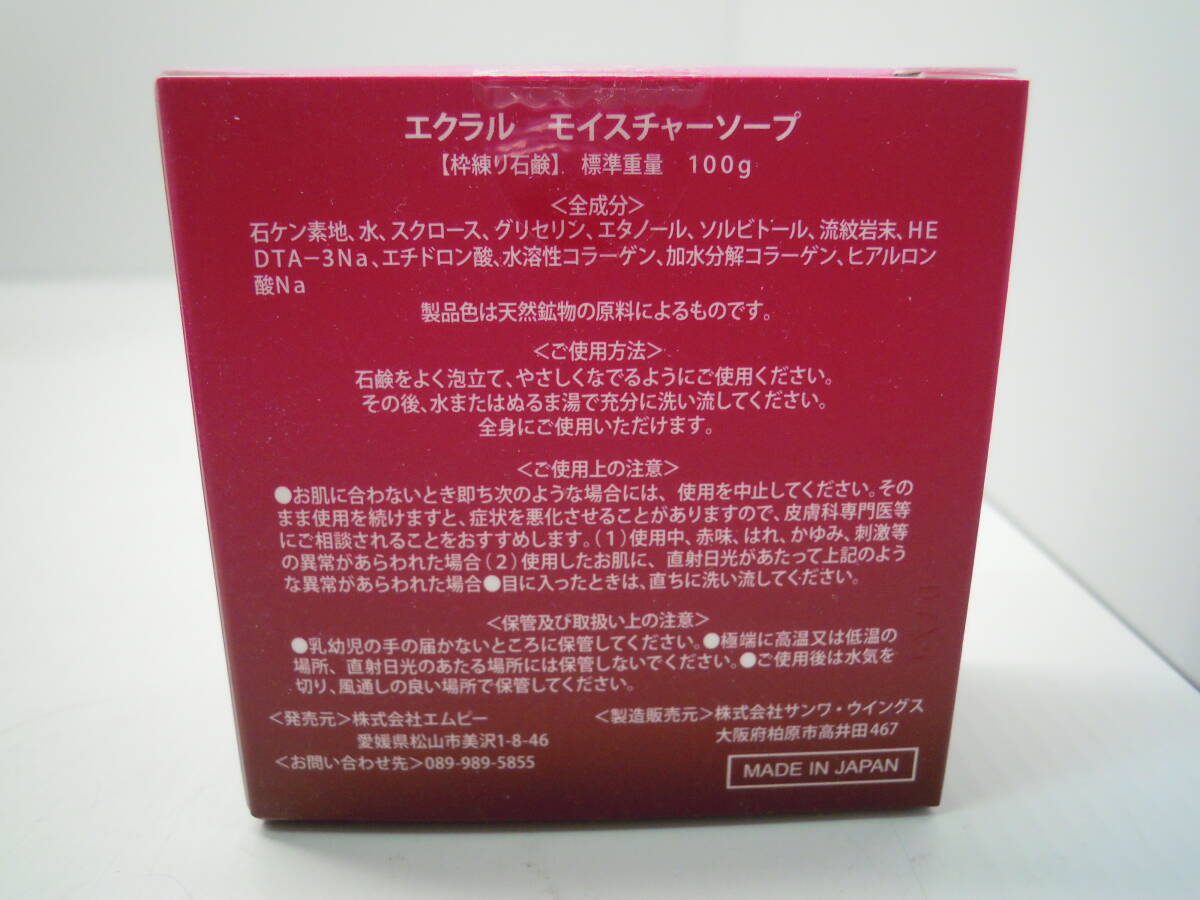 エクラル　モイスチャーソープ
【枠練り石鹸】　標準重量　100g
＜全成分＞
石ケン素地、水、スクロース、グリセリン、エタノール、ソルビトール、流紋岩末、HE
DTA−3Na、エチドロン酸、水溶性コラーゲン、加水分解コラーゲン、ヒアルロン
酸Na
製品色は天然鉱物の原料によるものです。
＜ご使用方法＞
石鹸をよく泡立て、やさしくなでるようにご使用ください。
その後、水またはぬるま湯で充分に洗い流してください。
全身にご使用いただけます。
＜ご使用上の注意＞
●お肌に合わないとき即ち次のような場合には、使用を中止してください。その
まま使用を続けますと、症状を悪化させることがありますので、皮膚科専門医等
にご相談されることをおすすめします。（1）使用中、赤味、はれ、かゆみ、刺激等
の異常があらわれた場合（2）使用したお肌に、直射日光があたって上記のよう
な異常があらわれた場合●目に入ったときは、直ちに洗い流してください。
＜保管及び取扱い上の注意＞
●乳幼児の手の届かないところに保管してください。●極端に高温又は低温の
場所、直射日光のあたる場所には保管しないでください。●ご使用後は水気を
切り、風通しの良い場所で保管してください。
＜発売元＞株式会社エムピー
愛媛県松山市美沢1-8-46
＜お問い合わせ先＞089-989-5855
＜製造販売元＞株式会社サンワ・ウイングス
大阪府柏原市高井田467
MADE IN JAPAN